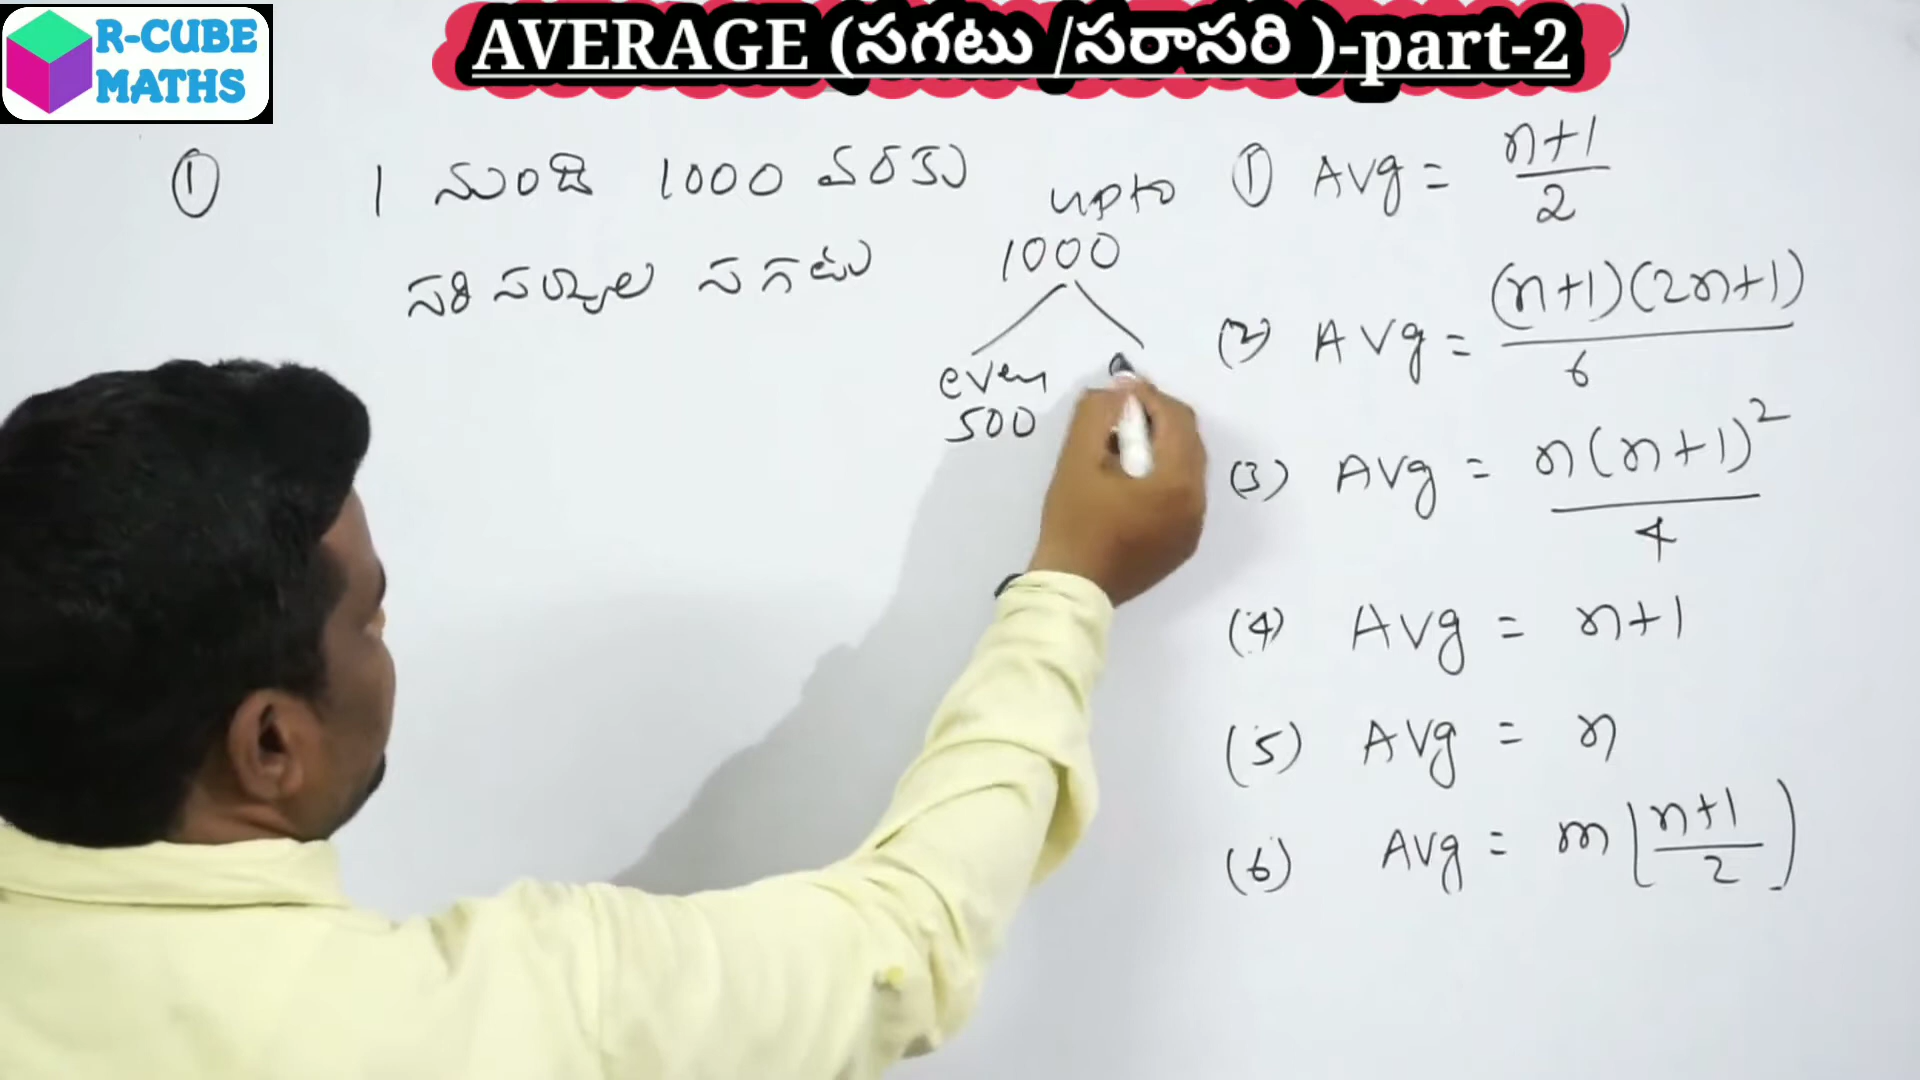 R-CUBE
MATHS
AVERAGE (సగటు /సరాసరి )-part-2
① 1 నుండి 1000 వరకు
సరి సంఖ్యల సగటు
upto
1000
even
500
① Avg = n+1/2
(2) Avg = (n+1)(2n+1)/6
(3) Avg = n(n+1)²/4
(4) Avg = n+1
(5) Avg = n
(6) Avg = m(n+1/2)